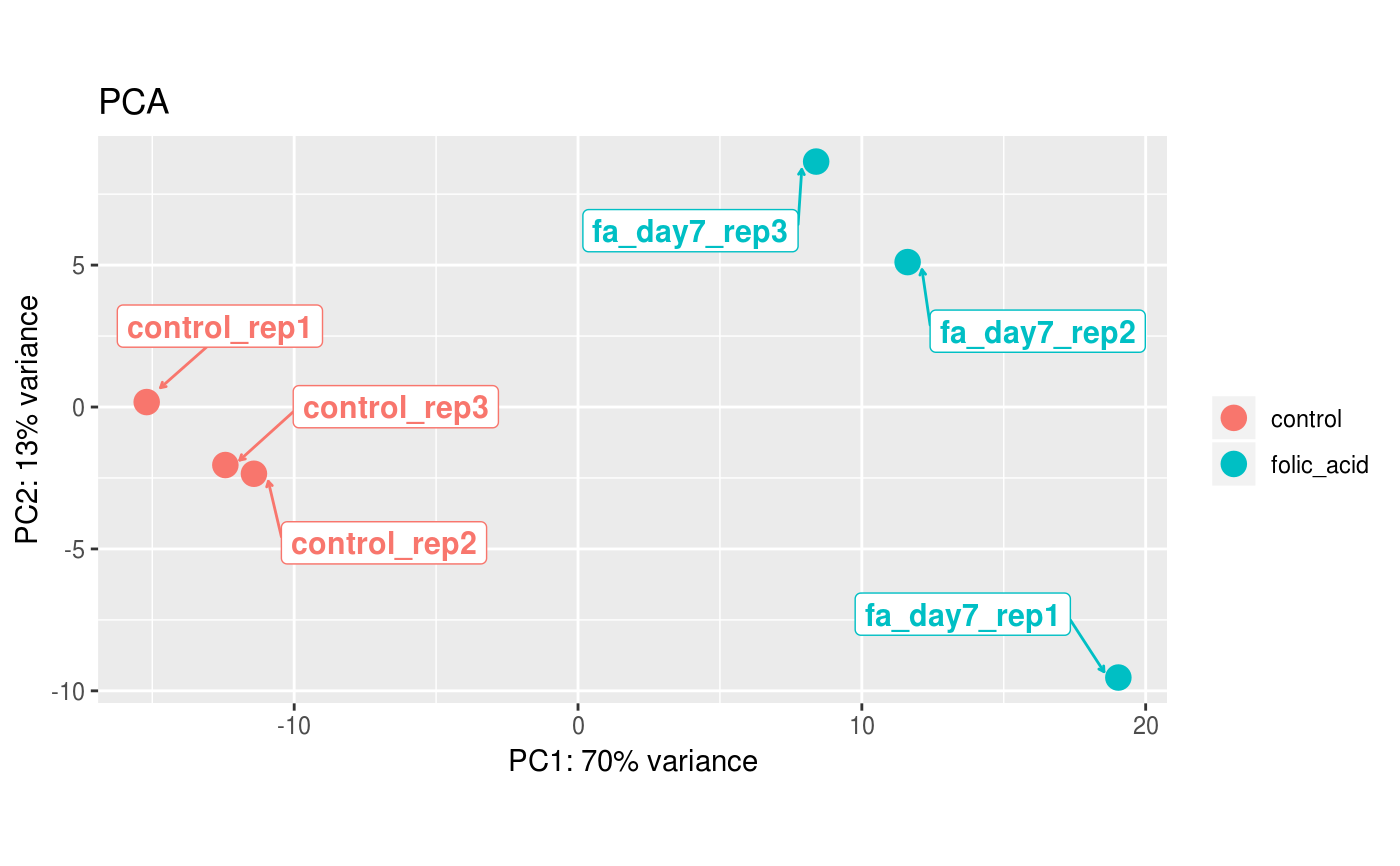 PCA
fa_day7_rep3
5
fa_day7_rep2
control_rep1
control_rep3
0
control
folic_acid
PC2: 13% variance
control_rep2
-5
fa_day7_rep1
-10
-10
0
10
20
PC1: 70% variance